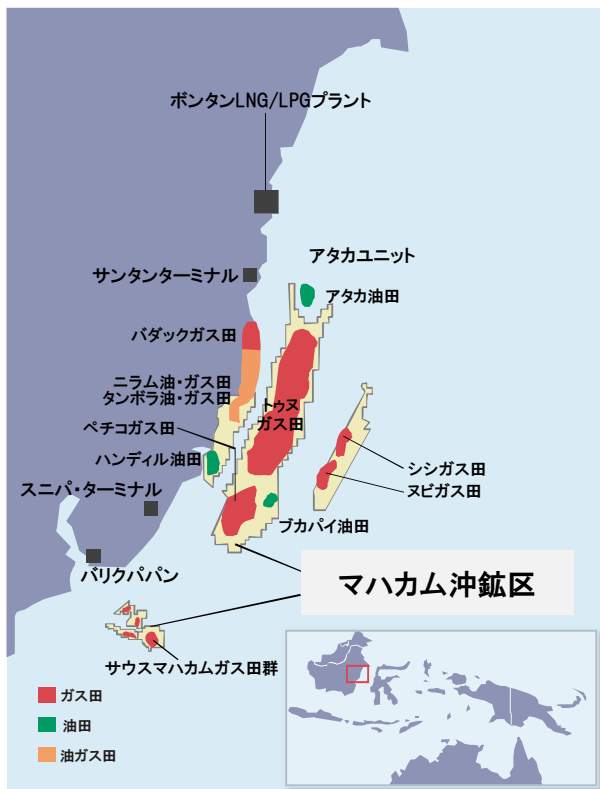 ボンタンLNG/LPGプラント
アタカユニット
サンタンターミナル
アタカ油田
バダックガス田
ニラム油・ガス田
タンボラ油・ガス田
トゥヌ
ガス田
ペチコガス田
ハンディル油田
シシガス田
ヌビガス田
スニパ・ターミナル
ブカパイ油田
バリクパパン
マハカム沖鉱区
サウスマハカムガス田群
ガス田
油田
油ガス田